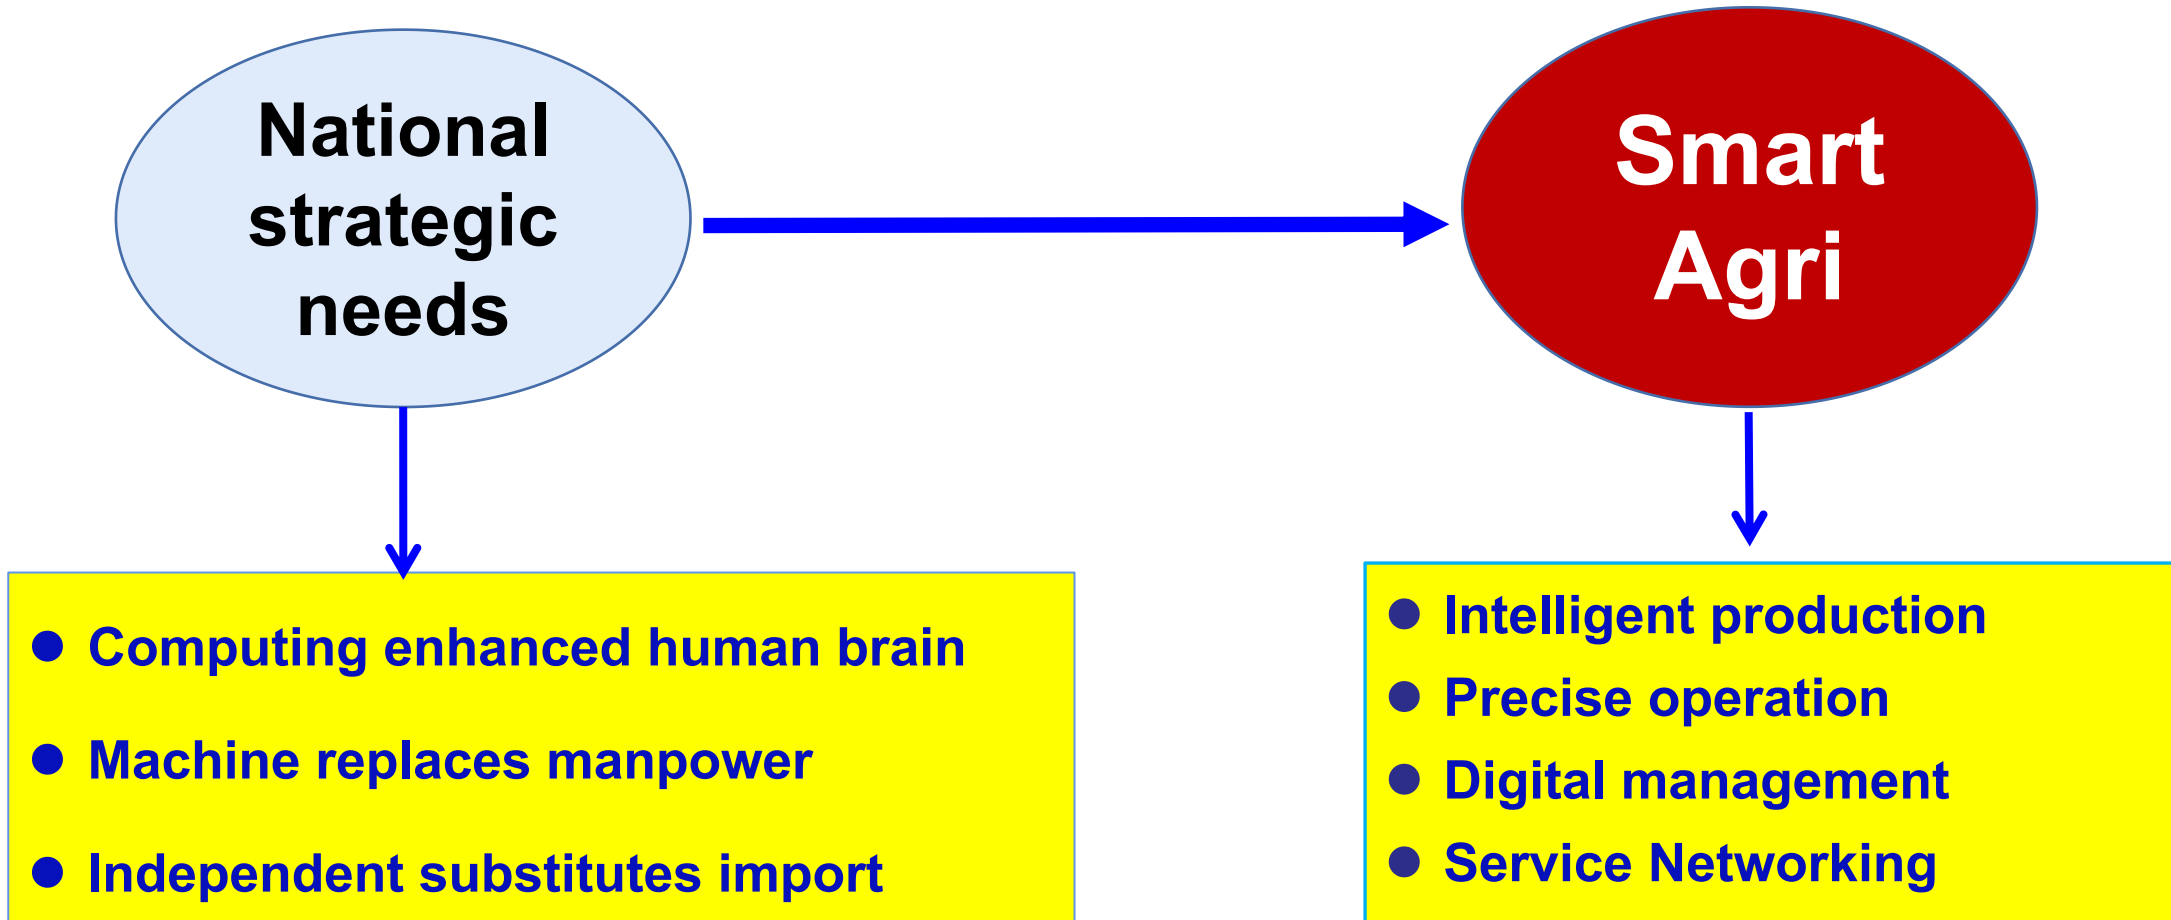 National
strategic
needs
Smart
Agri
Computing enhanced human brain
Machine replaces manpower
Independent substitutes import
Intelligent production
Precise operation
Digital management
Service Networking